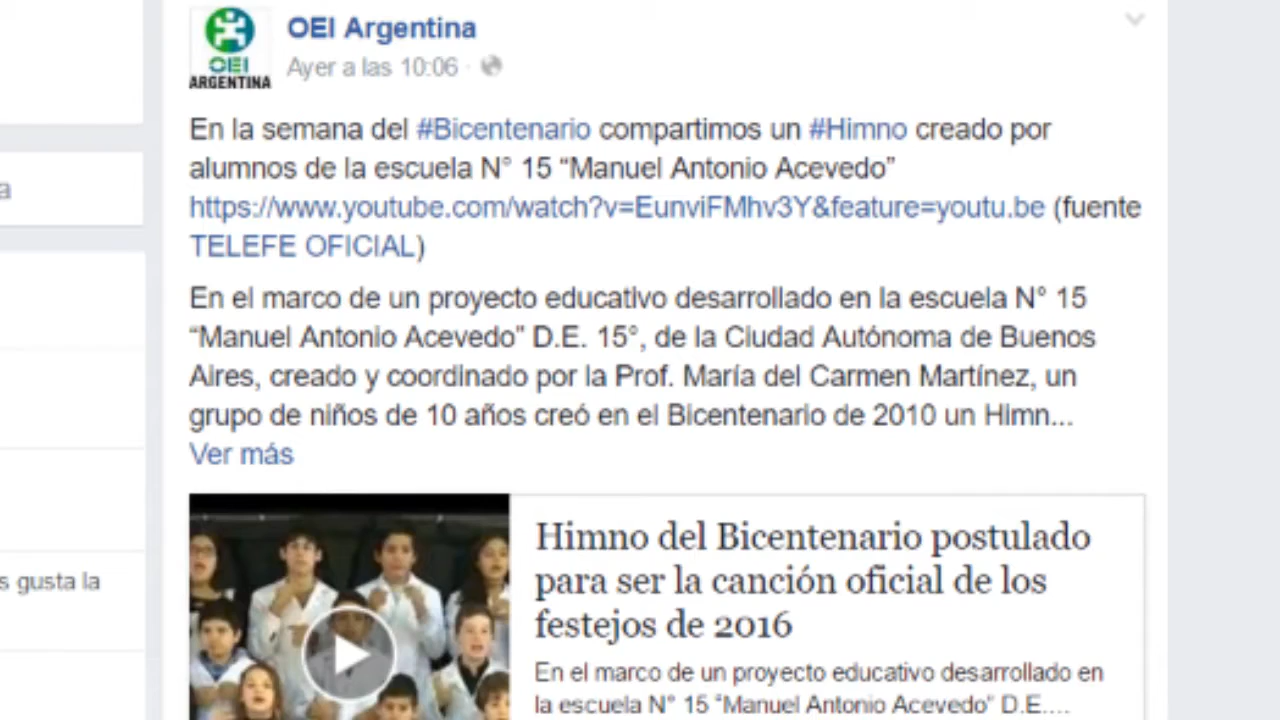 OEI Argentina
OEI
ARGENTINA
Ayer a las 10:06 ·
En la semana del #Bicentenario compartimos un #Himno creado por
alumnos de la escuela N° 15 “Manuel Antonio Acevedo”
https://www.youtube.com/watch?v=EunviFMhv3Y&feature=youtu.be (fuente
TELEFE OFICIAL)
En el marco de un proyecto educativo desarrollado en la escuela N° 15
“Manuel Antonio Acevedo” D.E. 15°, de la Ciudad Autónoma de Buenos
Aires, creado y coordinado por la Prof. María del Carmen Martínez, un
grupo de niños de 10 años creó en el Bicentenario de 2010 un Himn...
Ver más
a
s gusta la
Himno del Bicentenario postulado
para ser la canción oficial de los
festejos de 2016
En el marco de un proyecto educativo desarrollado en
la escuela N° 15 “Manuel Antonio Acevedo” D.E....